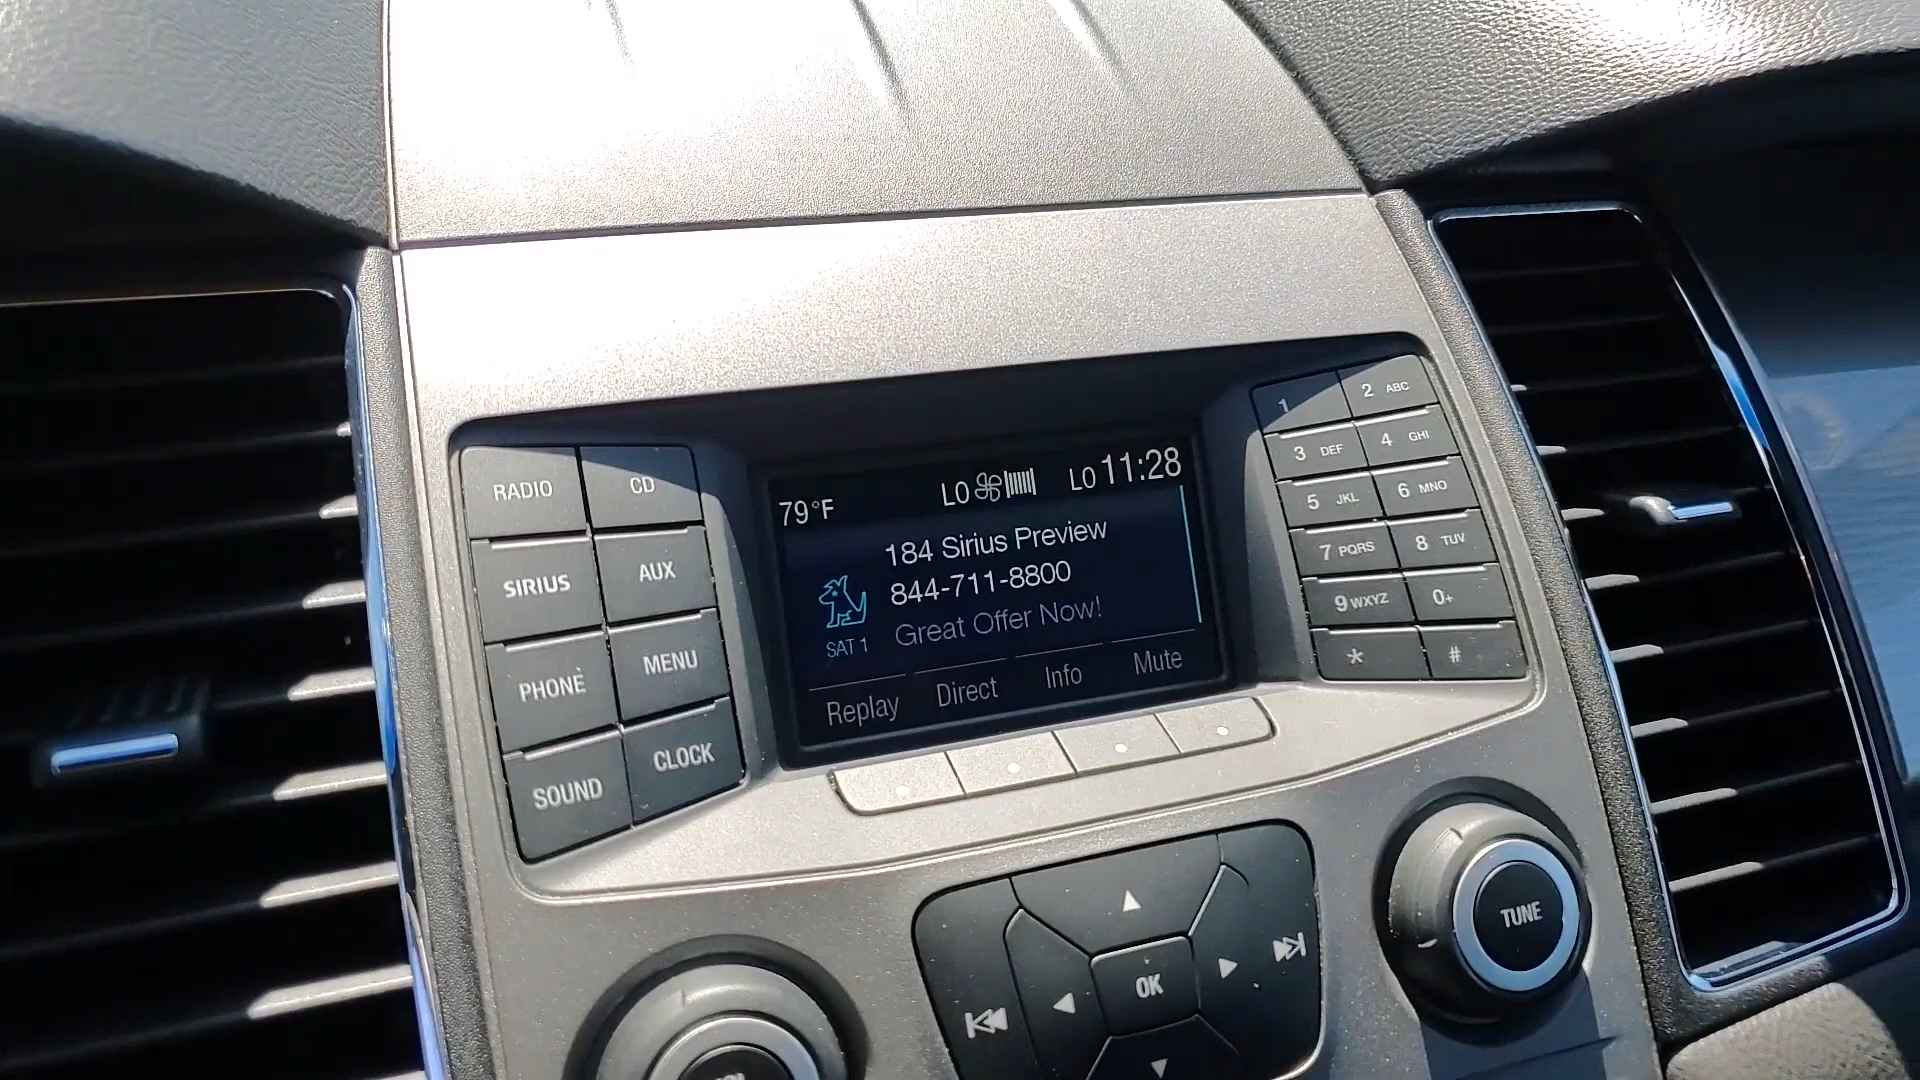 79°F LO LO 11:28
184 Sirius Preview
844-711-8800
SAT 1 Great Offer Now!
Replay Direct Info Mute
RADIO CD
SIRIUS AUX
PHONE MENU
SOUND CLOCK
1 2 ABC
3 DEF 4 GHI
5 JKL 6 MNO
7 PQRS 8 TUV
9 WXYZ 0+
* #
OK
TUNE